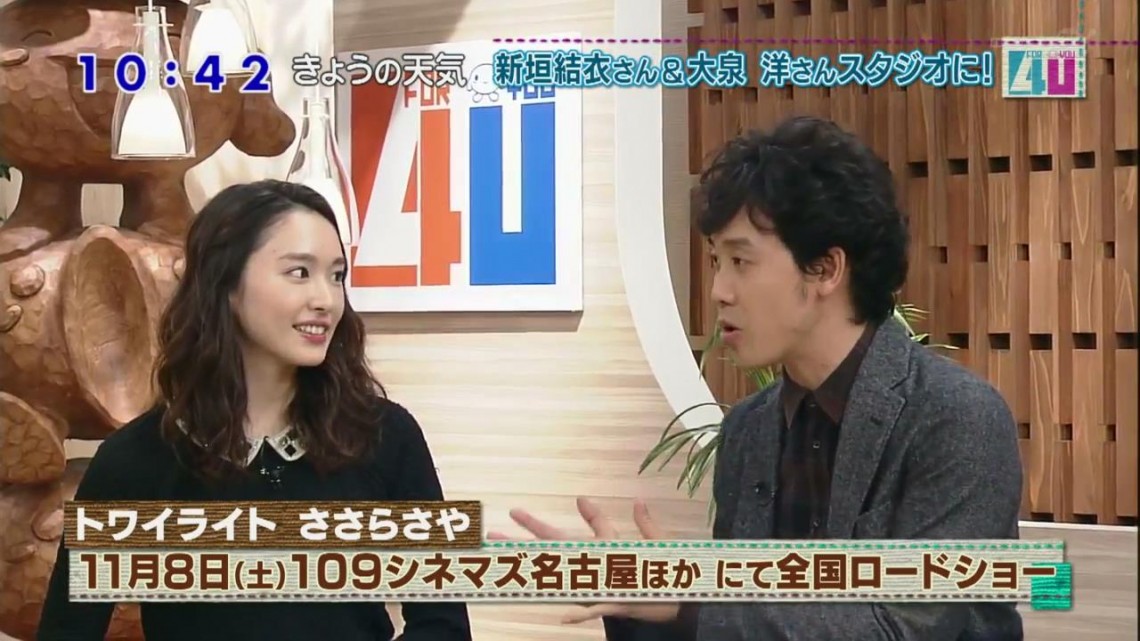 10:42 きょうの天気 新垣結衣さん&大泉 洋さんスタジオに!
FOR YOU
4U
FOR YOU
4U
トワイライト ささらさや
11月8日(土)109シネマズ名古屋ほか にて全国ロードショー